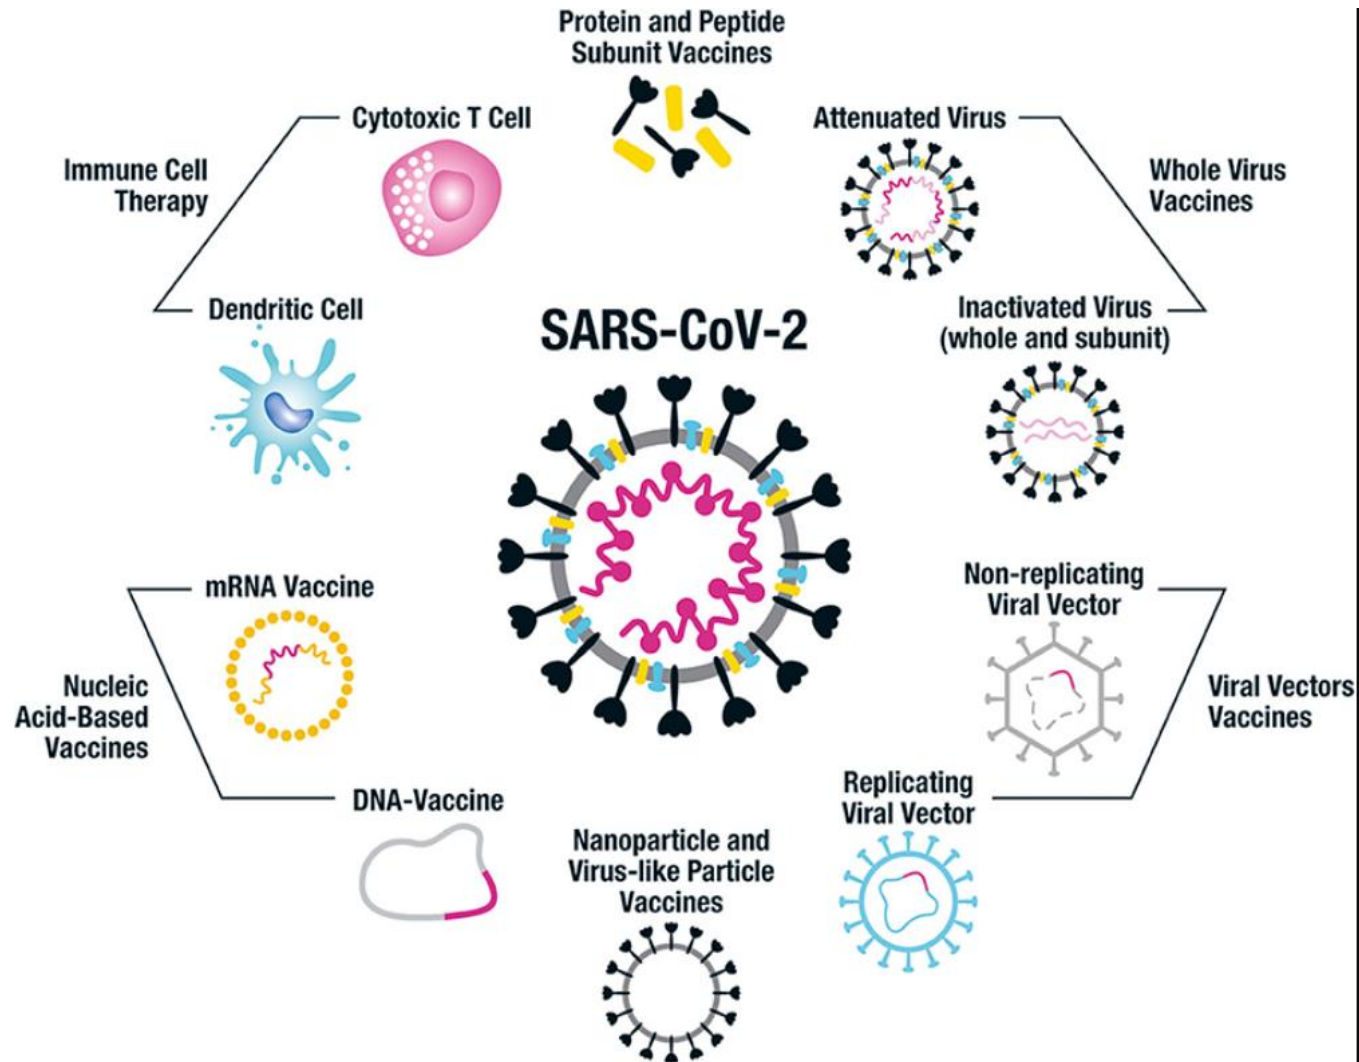 Protein and Peptide
Subunit Vaccines
Cytotoxic T Cell
Attenuated Virus
Immune Cell
Therapy
Whole Virus
Vaccines
Dendritic Cell
Inactivated Virus
(whole and subunit)
SARS-CoV-2
mRNA Vaccine
Non-replicating
Viral Vector
Nucleic
Acid-Based
Vaccines
Viral Vectors
Vaccines
DNA-Vaccine
Replicating
Viral Vector
Nanoparticle and
Virus-like Particle
Vaccines